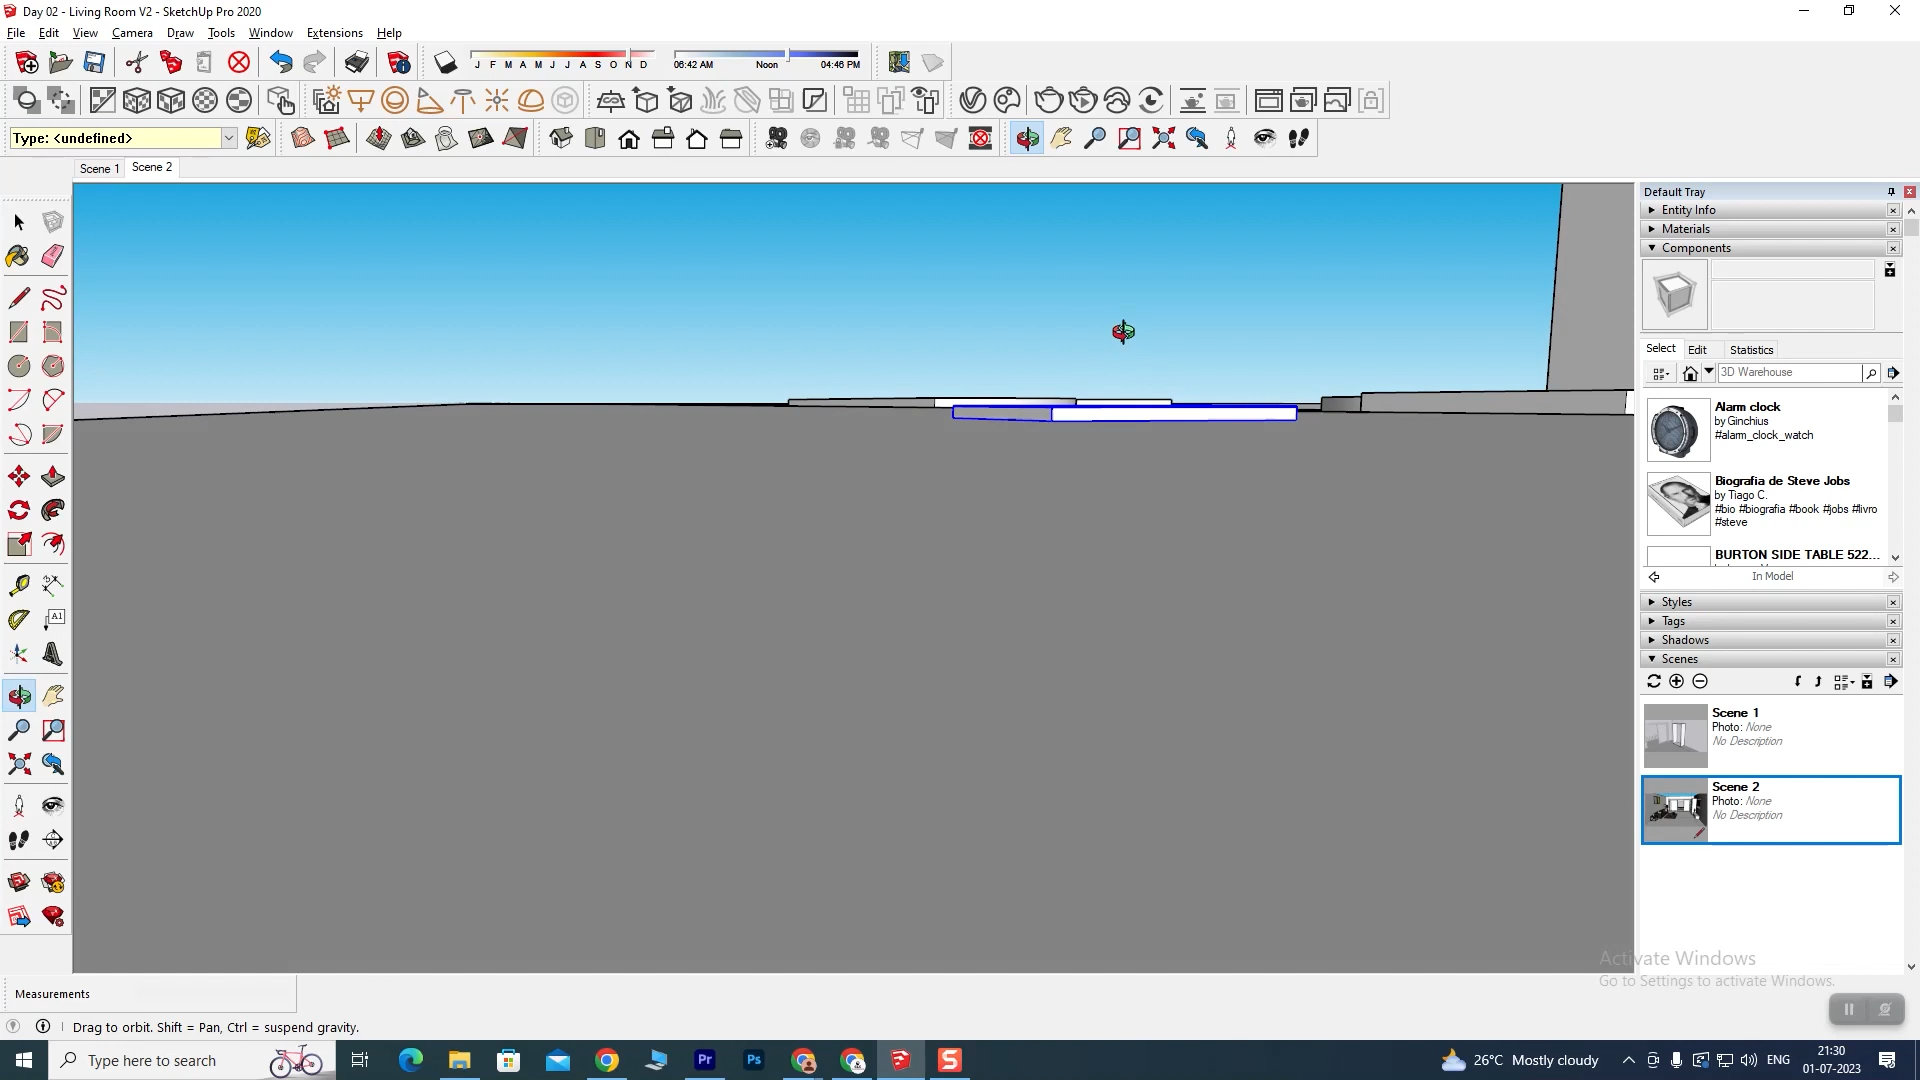 Day 02 - Living Room V2 - SketchUp Pro 2020
File Edit View Camera Draw Tools Window Extensions Help
J F M A M J J A S O N D
06:42 AM Noon 04:46 PM
Type: <undefined>
Scene 1 Scene 2
Default Tray
Entity Info
Materials
Components
Select Edit Statistics
3D Warehouse
Alarm clock
by Ginchius
#alarm_clock_watch
Biografia de Steve Jobs
by Tiago C.
#bio #biografia #book #jobs #livro
#steve
BURTON SIDE TABLE 522...
In Model
Styles
Tags
Shadows
Scenes
Scene 1
Photo: None
No Description
Scene 2
Photo: None
No Description
A1
Activate Windows
Go to Settings to activate Windows.
Measurements
Drag to orbit. Shift = Pan, Ctrl = suspend gravity.
Type here to search
Pr
Ps
S
26°C Mostly cloudy
ENG
21:30
01-07-2023